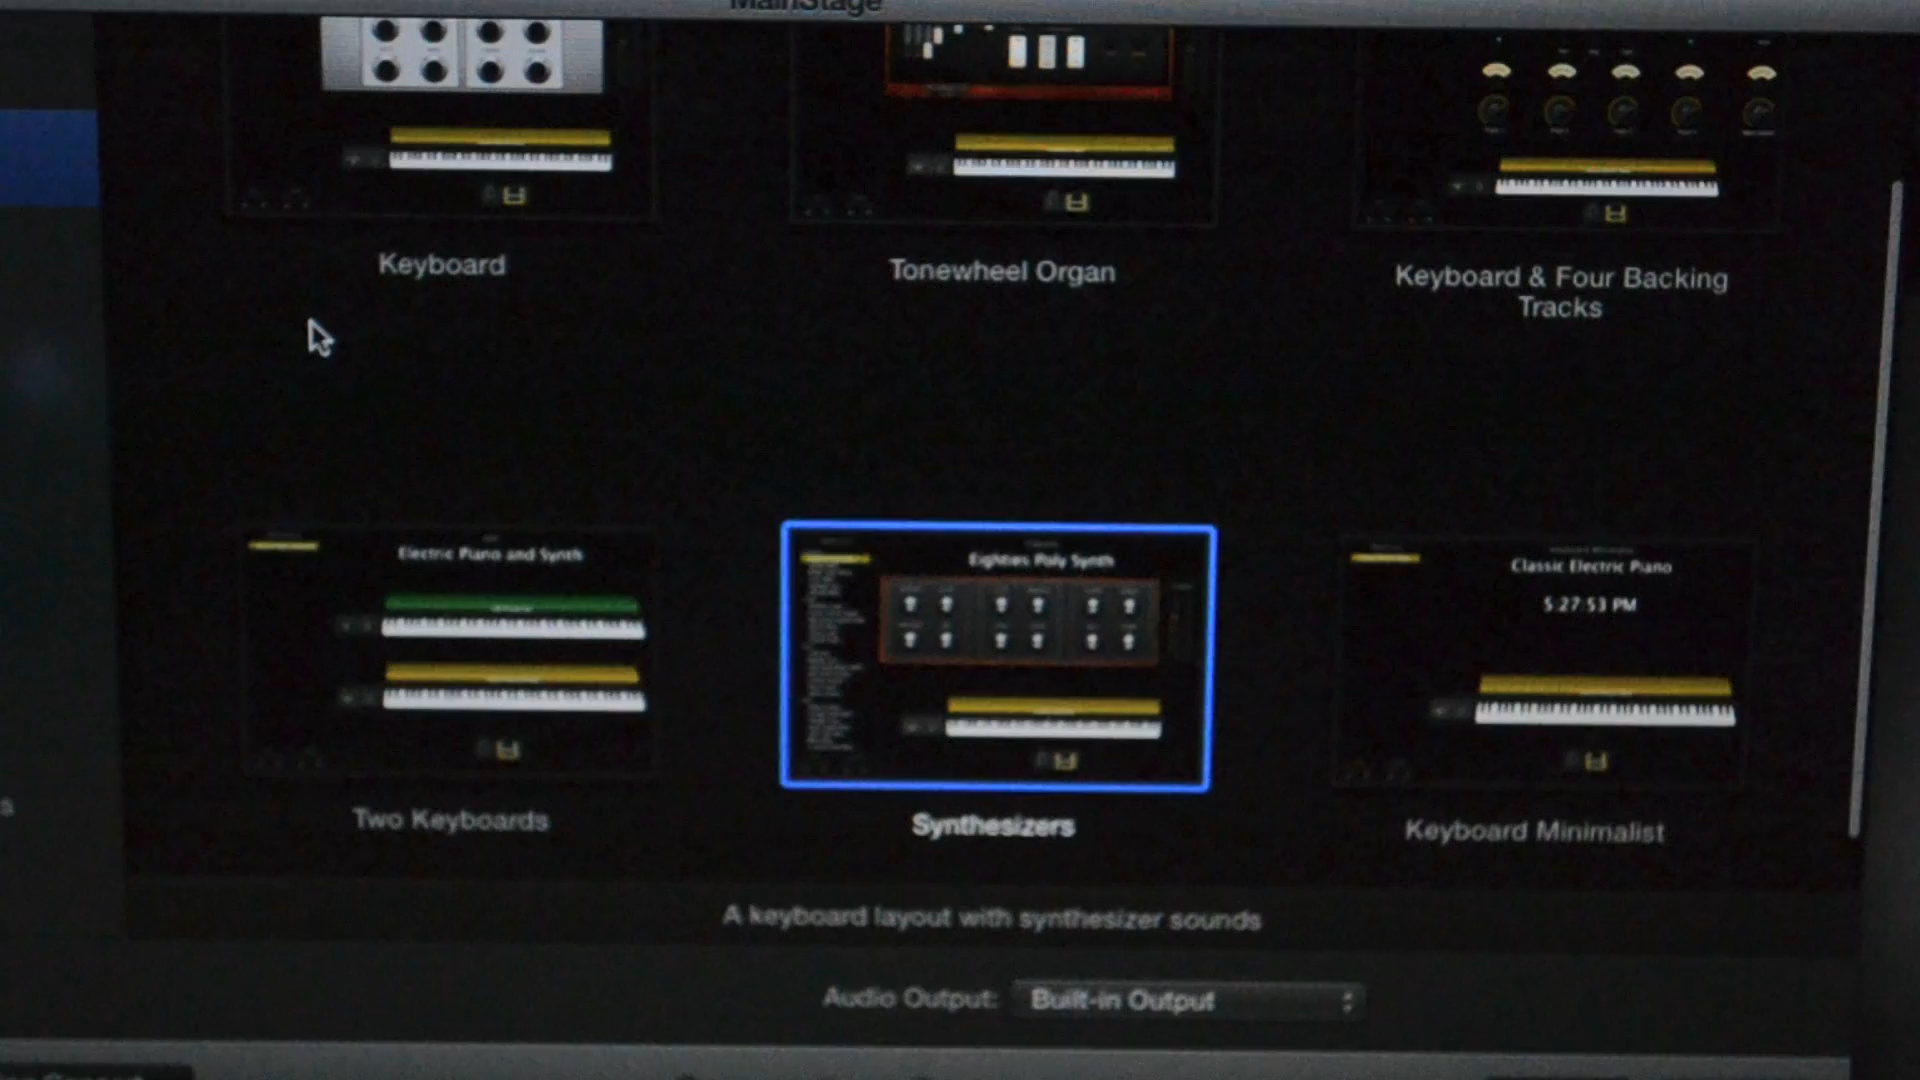 MainStage
Keyboard
Tonewheel Organ
Keyboard & Four Backing
Tracks
Electric Piano and Synth
Eighties Poly Synth
Classic Electric Piano
5:27:53 PM
Two Keyboards
Synthesizers
Keyboard Minimalist
A keyboard layout with synthesizer sounds
Audio Output: Built-in Output